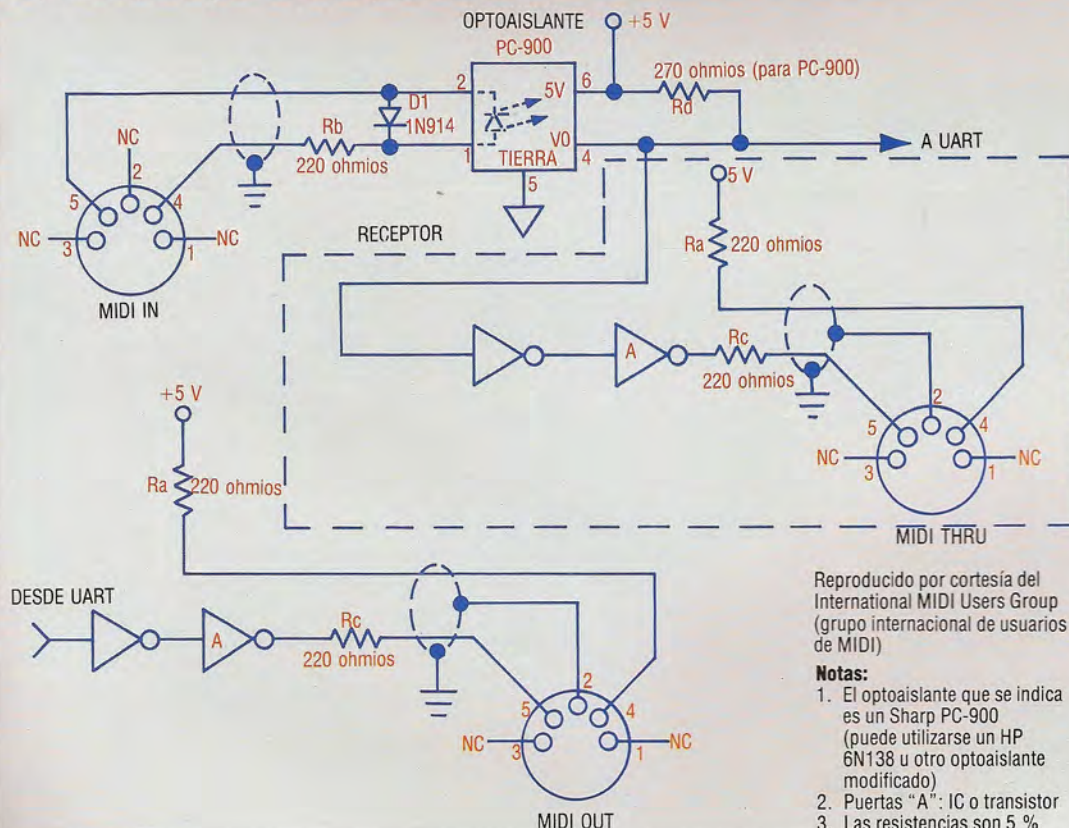 OPTOAISLANTE
PC-900
+5 V
2
6
5V
270 ohmios (para PC-900)
Rd
D1
1N914
Rb
220 ohmios
1
V0
4
TIERRA
5
A UART
NC
2
5
4
NC
3
1
NC
MIDI IN
RECEPTOR
5 V
Ra
220 ohmios
A
Rc
220 ohmios
2
5
4
NC
3
1
NC
MIDI THRU
+5 V
Ra
220 ohmios
DESDE UART
A
Rc
220 ohmios
2
5
4
NC
3
1
NC
MIDI OUT
Reproducido por cortesía del
International MIDI Users Group
(grupo internacional de usuarios
de MIDI)
Notas:
1. El optoaislante que se indica
es un Sharp PC-900
(puede utilizarse un HP
6N138 u otro optoaislante
modificado)
2. Puertas "A": IC o transistor
3. Las resistencias son 5 %